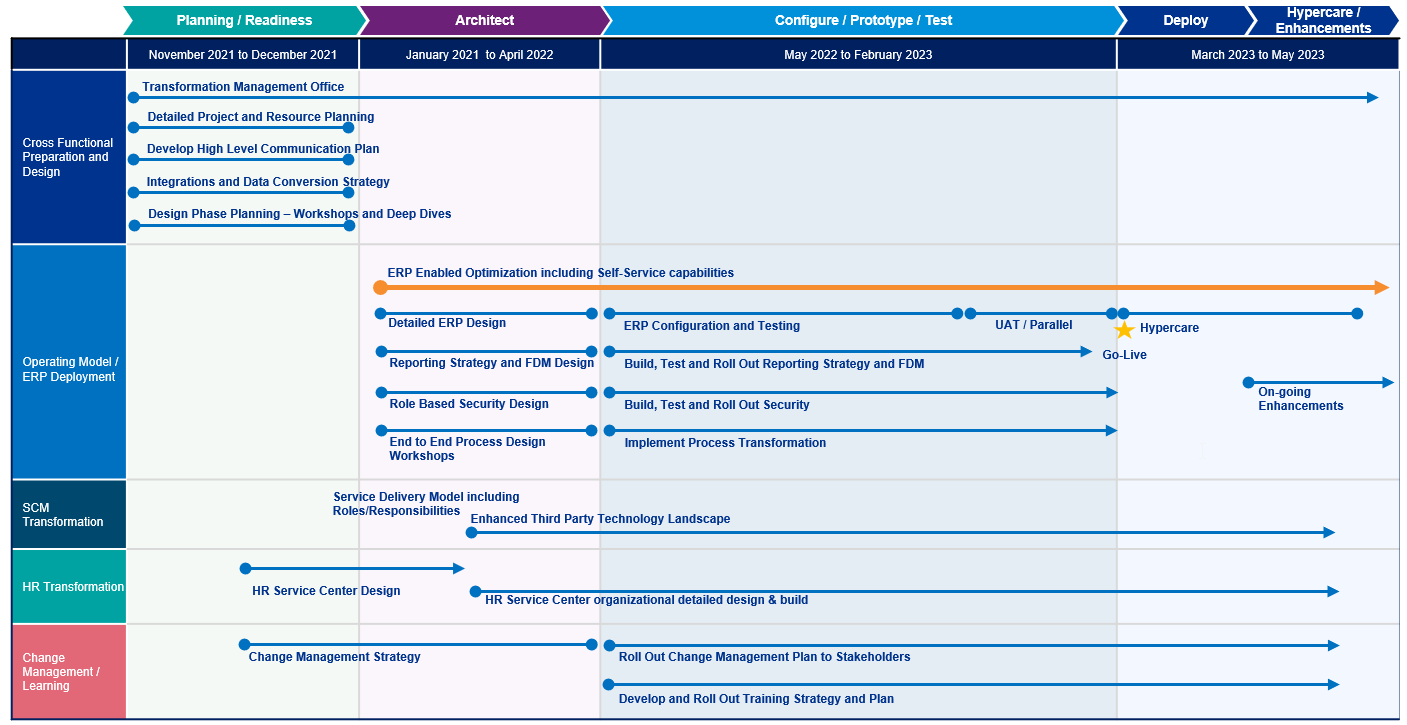 Planning / Readiness
Architect
Configure / Prototype / Test
Deploy
Hypercare /
Enhancements
November 2021 to December 2021
January 2021 to April 2022
May 2022 to February 2023
March 2023 to May 2023
Cross Functional
Preparation and
Design
Transformation Management Office
Detailed Project and Resource Planning
Develop High Level Communication Plan
Integrations and Data Conversion Strategy
Design Phase Planning – Workshops and Deep Dives
Operating Model /
ERP Deployment
ERP Enabled Optimization including Self-Service capabilities
Detailed ERP Design
ERP Configuration and Testing
UAT / Parallel
Hypercare
Go-Live
Reporting Strategy and FDM Design
Build, Test and Roll Out Reporting Strategy and FDM
On-going
Enhancements
Role Based Security Design
Build, Test and Roll Out Security
End to End Process Design
Workshops
Implement Process Transformation
SCM
Transformation
Service Delivery Model including
Roles/Responsibilities
Enhanced Third Party Technology Landscape
HR Transformation
HR Service Center Design
HR Service Center organizational detailed design & build
Change
Management /
Learning
Change Management Strategy
Roll Out Change Management Plan to Stakeholders
Develop and Roll Out Training Strategy and Plan